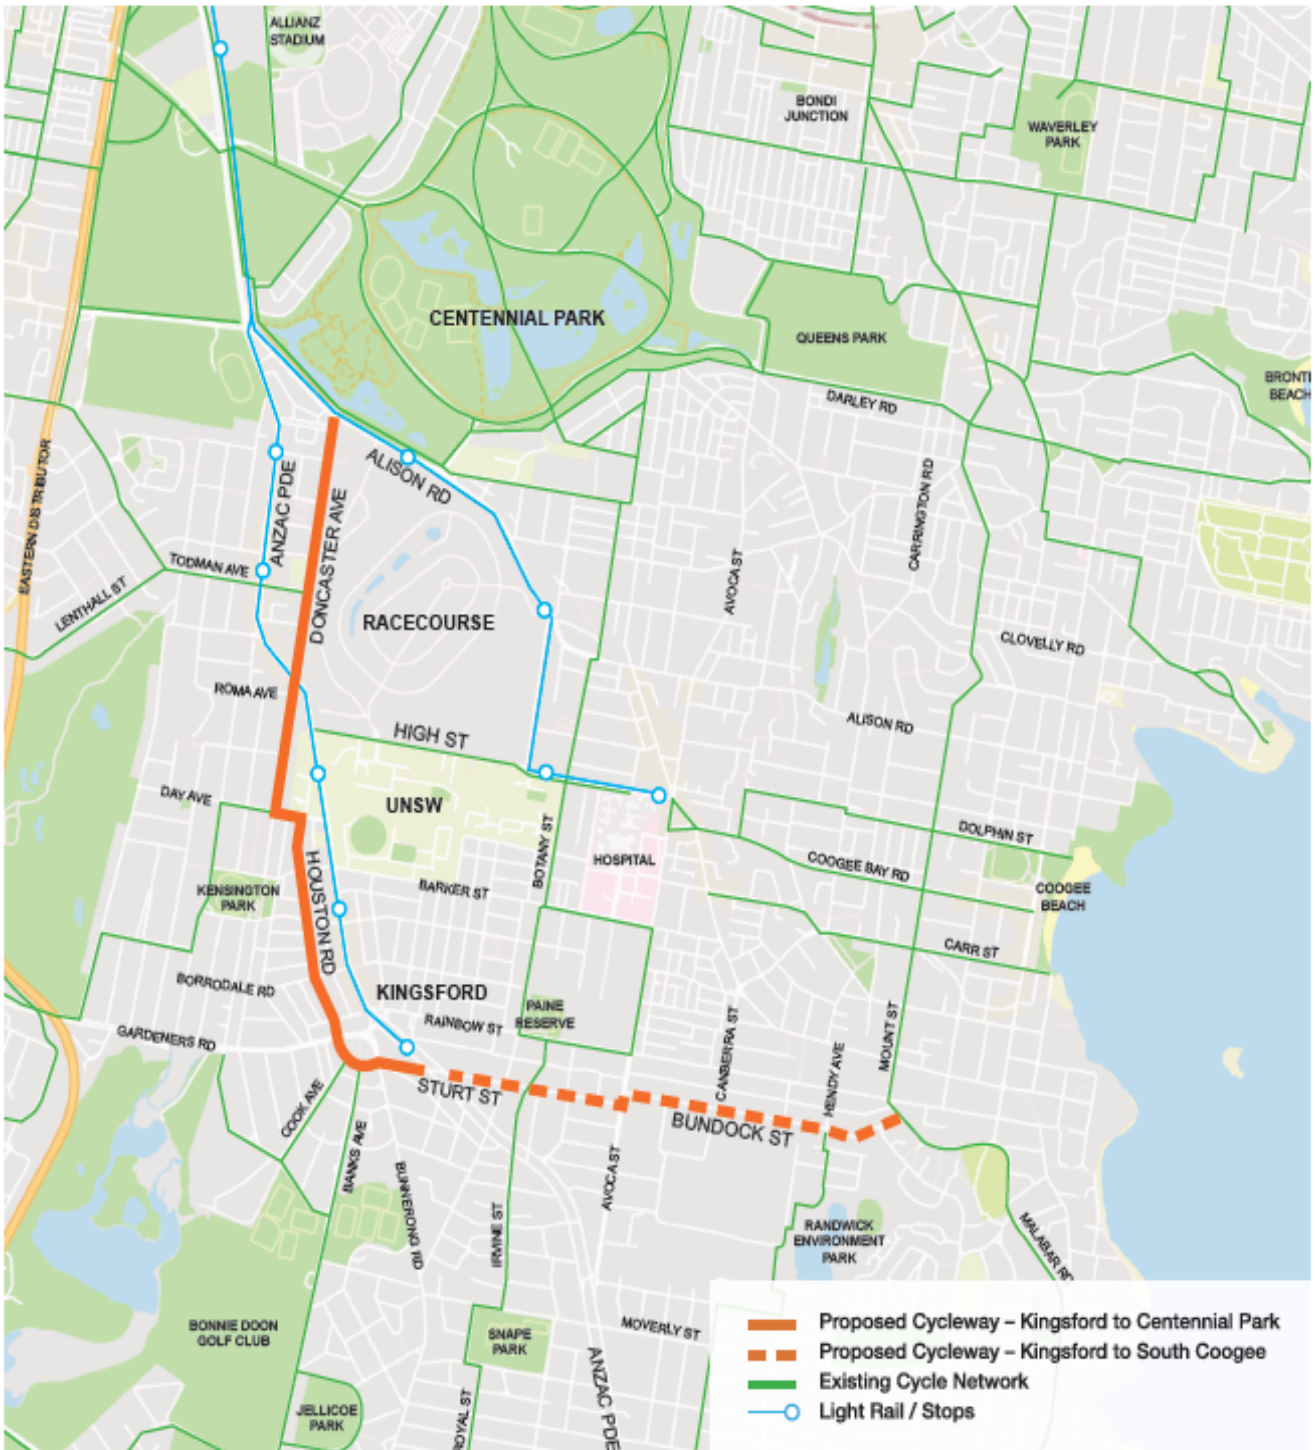 ALLIANZ
STADIUM
BONDI
JUNCTION
WAVERLEY
PARK
CENTENNIAL PARK
QUEENS PARK
BRONTE
BEACH
DARLEY RD
ALISON RD
ANZAC PDE
EASTERN DISTRIBUTOR
DONCASTER AVE
CARRINGTON RD
AVOCA ST
TODMAN AVE
LENTHALL ST
RACECOURSE
CLOVELLY RD
ROMA AVE
ALISON RD
HIGH ST
DAY AVE
UNSW
DOLPHIN ST
BOTANY ST
HOSPITAL
COOGEE BAY RD
BARKER ST
KENSINGTON
PARK
COOGEE
BEACH
HOUSTON RD
CARR ST
BORRODALE RD
KINGSFORD
PAINE
RESERVE
RAINBOW ST
GARDENERS RD
CANBERRA ST
HENDY AVE
MOUNT ST
STURT ST
COOK AVE
BUNDOCK ST
BANKS AVE
BUNNERONG RD
AVOCA ST
IRVINE ST
RANDWICK
ENVIRONMENT
PARK
MALABAR RD
BONNIE DOON
GOLF CLUB
SNAPE
PARK
MOVERLY ST
ANZAC PDE
JELLICOE
PARK
ROYAL ST
Proposed Cycleway – Kingsford to Centennial Park
Proposed Cycleway – Kingsford to South Coogee
Existing Cycle Network
Light Rail / Stops